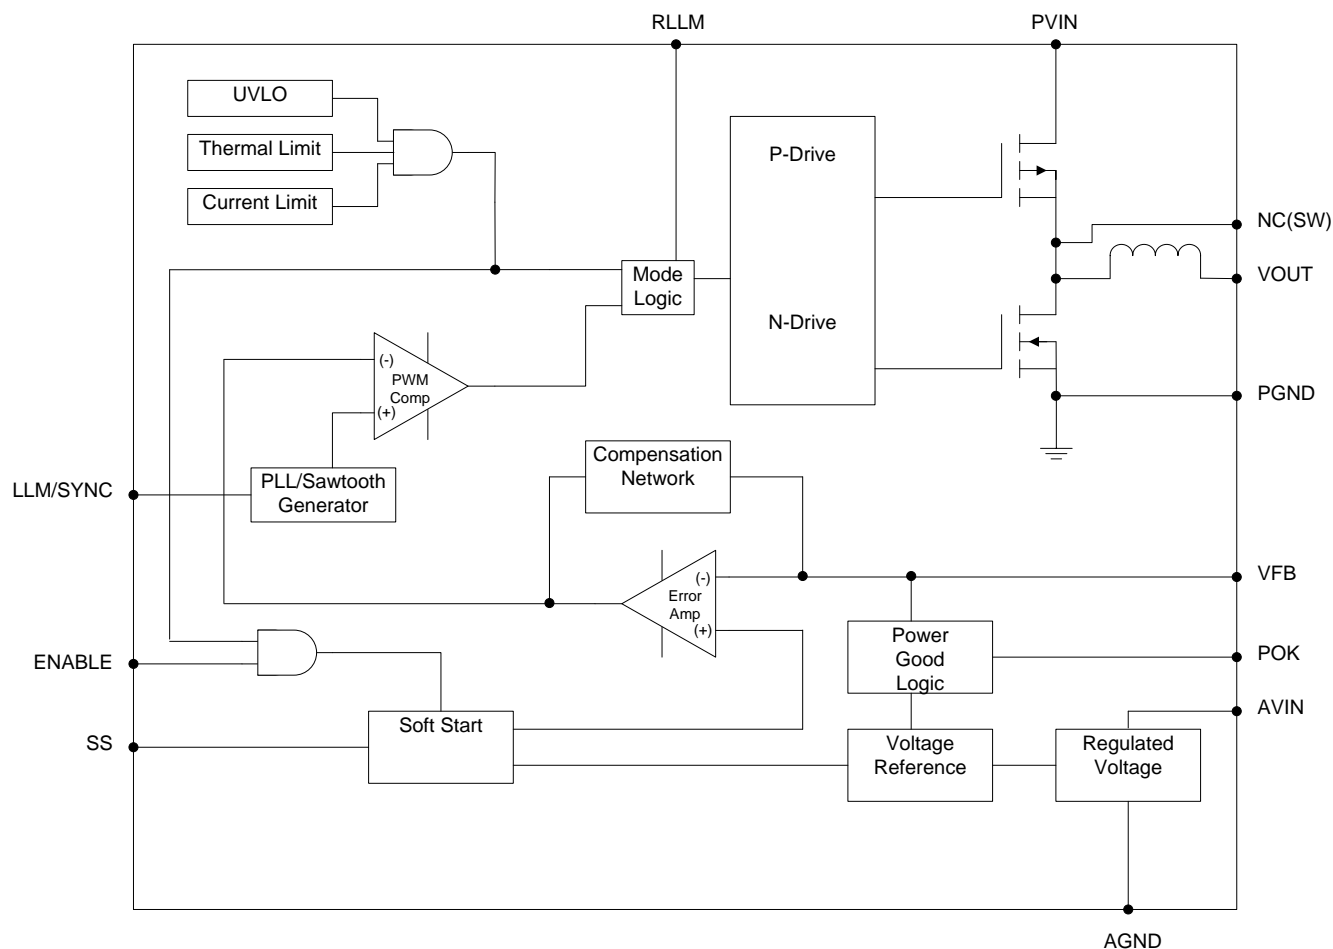 RLLM
PVIN
UVLO
Thermal Limit
Current Limit
P-Drive
N-Drive
Mode
Logic
NC(SW)
VOUT
(-)
PWM
Comp
(+)
PGND
Compensation
Network
LLM/SYNC
PLL/Sawtooth
Generator
(-)
Error
Amp
(+)
VFB
Power
Good
Logic
POK
ENABLE
AVIN
Soft Start
SS
Voltage
Reference
Regulated
Voltage
AGND